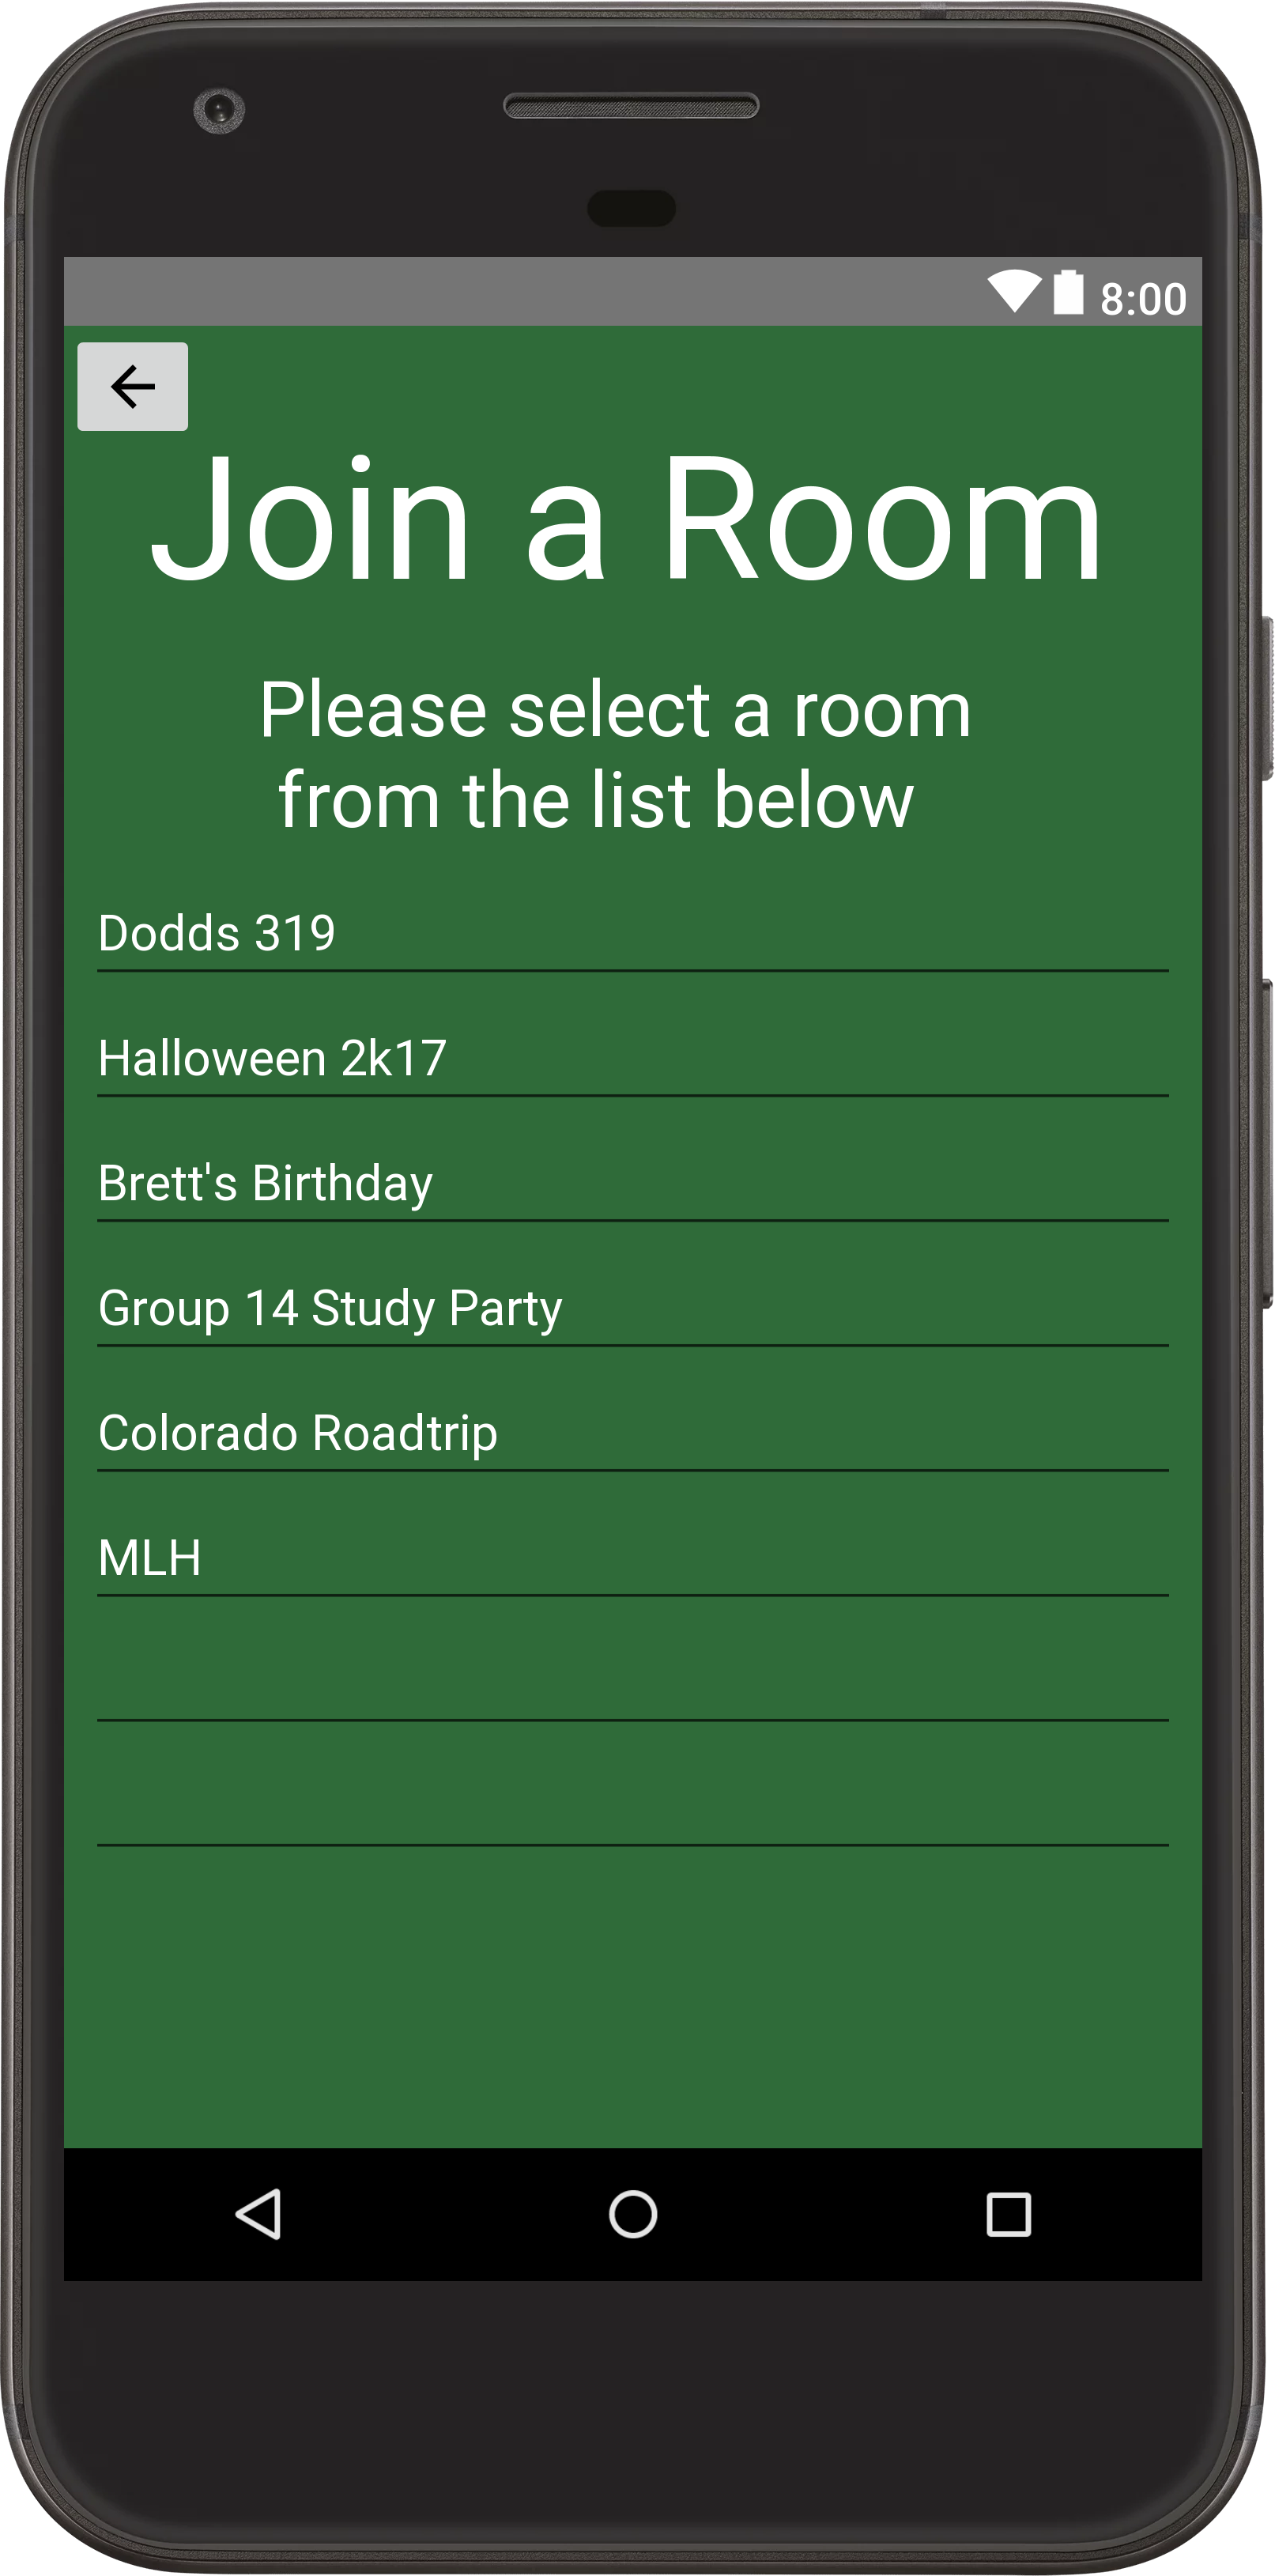 8:00
Join a Room
Please select a room
from the list below
Dodds 319
Halloween 2k17
Brett's Birthday
Group 14 Study Party
Colorado Roadtrip
MLH